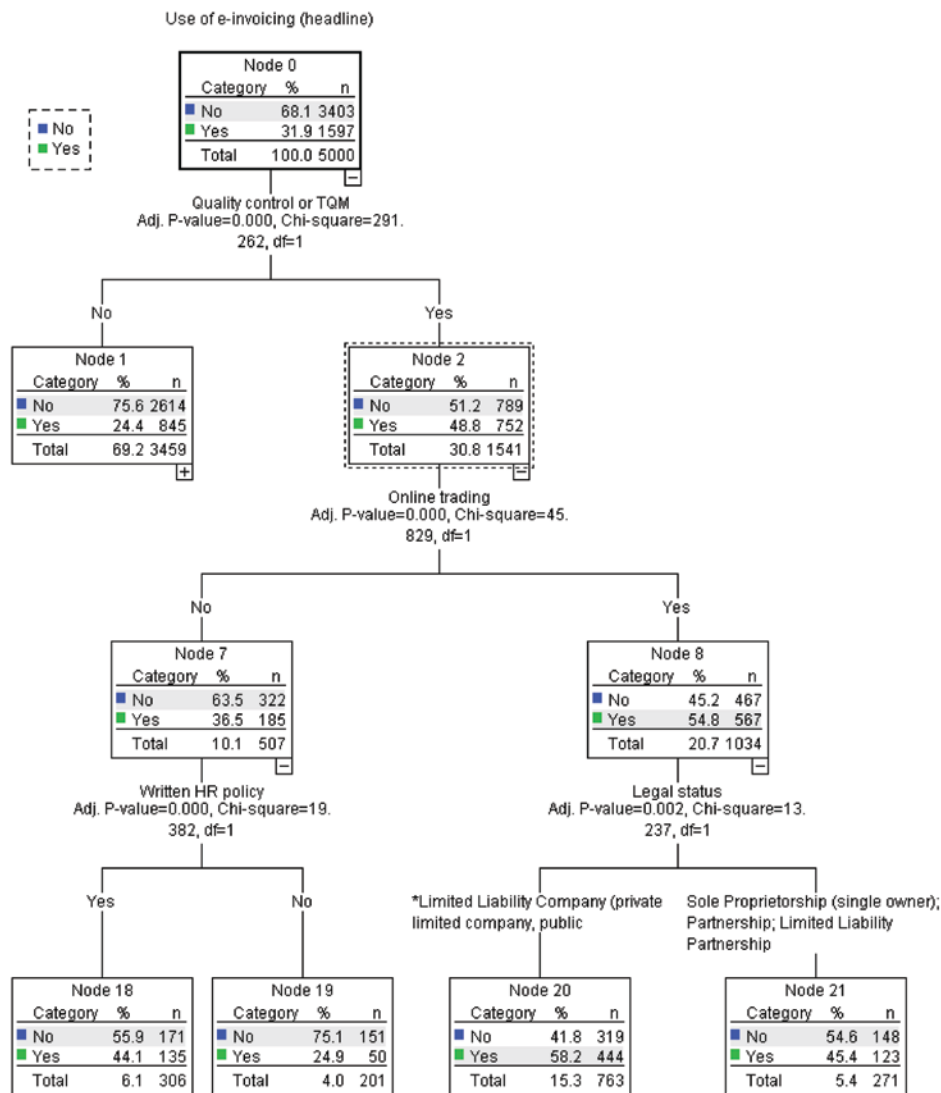 Use of e-invoicing (headline)
Node 0
Category % n
No 68.1 3403
Yes 31.9 1597
Total 100.0 5000
No
Yes
Quality control or TQM
Adj. P-value=0.000, Chi-square=291.
262, df=1
No
Yes
Node 1
Category % n
No 75.6 2614
Yes 24.4 845
Total 69.2 3459
Node 2
Category % n
No 51.2 789
Yes 48.8 752
Total 30.8 1541
Online trading
Adj. P-value=0.000, Chi-square=45.
829, df=1
No
Yes
Node 7
Category % n
No 63.5 322
Yes 36.5 185
Total 10.1 507
Node 8
Category % n
No 45.2 467
Yes 54.8 567
Total 20.7 1034
Written HR policy
Adj. P-value=0.000, Chi-square=19.
382, df=1
Legal status
Adj. P-value=0.002, Chi-square=13.
237, df=1
Yes
No
*Limited Liability Company (private
limited company, public
Sole Proprietorship (single owner);
Partnership; Limited Liability
Partnership
Node 18
Category % n
No 55.9 171
Yes 44.1 135
Total 6.1 306
Node 19
Category % n
No 75.1 151
Yes 24.9 50
Total 4.0 201
Node 20
Category % n
No 41.8 319
Yes 58.2 444
Total 15.3 763
Node 21
Category % n
No 54.6 148
Yes 45.4 123
Total 5.4 271